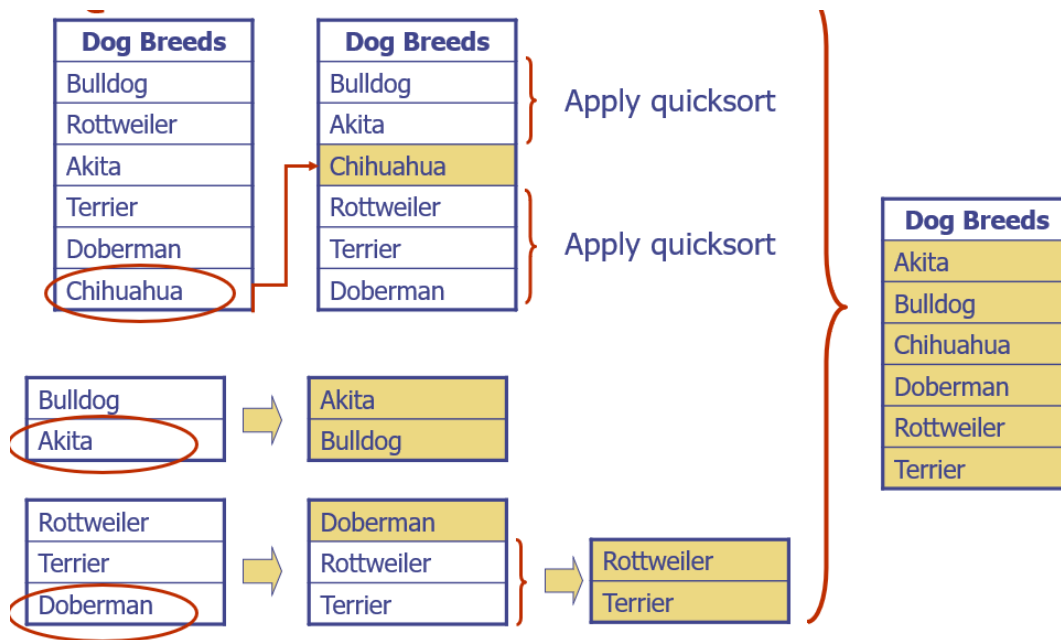 Dog Breeds
Bulldog
Rottweiler
Akita
Terrier
Doberman
Chihuahua
Dog Breeds
Bulldog
Akita
Chihuahua
Rottweiler
Terrier
Doberman
Apply quicksort
Apply quicksort
Bulldog
Akita
Akita
Bulldog
Rottweiler
Terrier
Doberman
Doberman
Rottweiler
Terrier
Rottweiler
Terrier
Dog Breeds
Akita
Bulldog
Chihuahua
Doberman
Rottweiler
Terrier